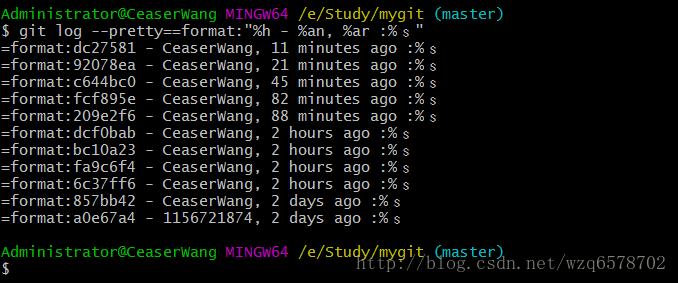 Administrator@CeaserWang MINGW64 /e/Study/mygit (master)
$ git log --pretty==format:"%h - %an, %ar :%ｓ"
=format:dc27581 - CeaserWang, 11 minutes ago :%ｓ
=format:92078ea - CeaserWang, 21 minutes ago :%ｓ
=format:c644bc0 - CeaserWang, 45 minutes ago :%ｓ
=format:fcf895e - CeaserWang, 82 minutes ago :%ｓ
=format:209e2f6 - CeaserWang, 88 minutes ago :%ｓ
=format:dcf0bab - CeaserWang, 2 hours ago :%ｓ
=format:bc10a23 - CeaserWang, 2 hours ago :%ｓ
=format:fa9c6f4 - CeaserWang, 2 hours ago :%ｓ
=format:6c37ff6 - CeaserWang, 2 hours ago :%ｓ
=format:857bb42 - CeaserWang, 2 days ago :%ｓ
=format:a0e67a4 - 1156721874, 2 days ago :%ｓ
Administrator@CeaserWang MINGW64 /e/Study/mygit (master)
$
http://blog.csdn.net/wzq6578702